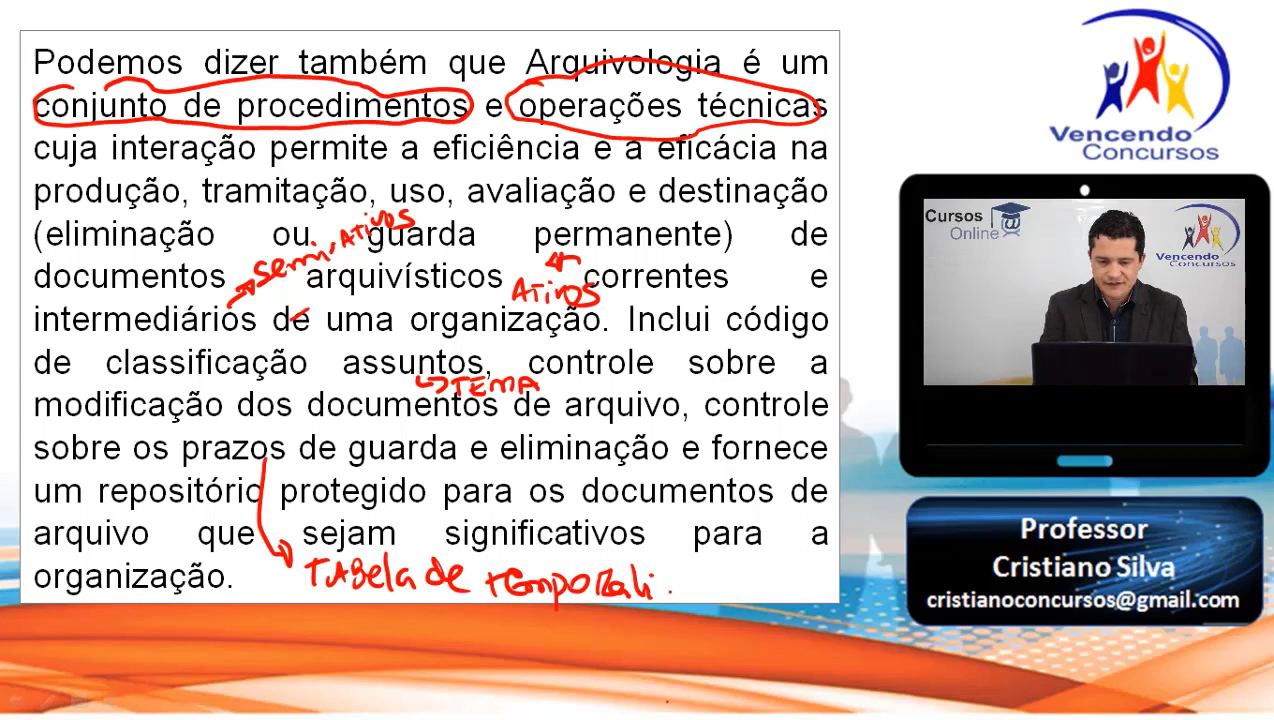 Podemos dizer também que Arquivologia é um
conjunto de procedimentos e operações técnicas
cuja interação permite a eficiência e a eficácia na
produção, tramitação, uso, avaliação e destinação
(eliminação ou guarda permanente) de
semi, Ativos
documentos arquivísticos correntes e
Ativos
intermediários de uma organização. Inclui código
de classificação assuntos, controle sobre a
TEMA
modificação dos documentos de arquivo, controle
sobre os prazos de guarda e eliminação e fornece
um repositório protegido para os documentos de
arquivo que sejam significativos para a
organização.
TABela de temporali
Vencendo
Concursos
Cursos
Online
Vencendo
Concursos
Professor
Cristiano Silva
cristianoconcursos@gmail.com